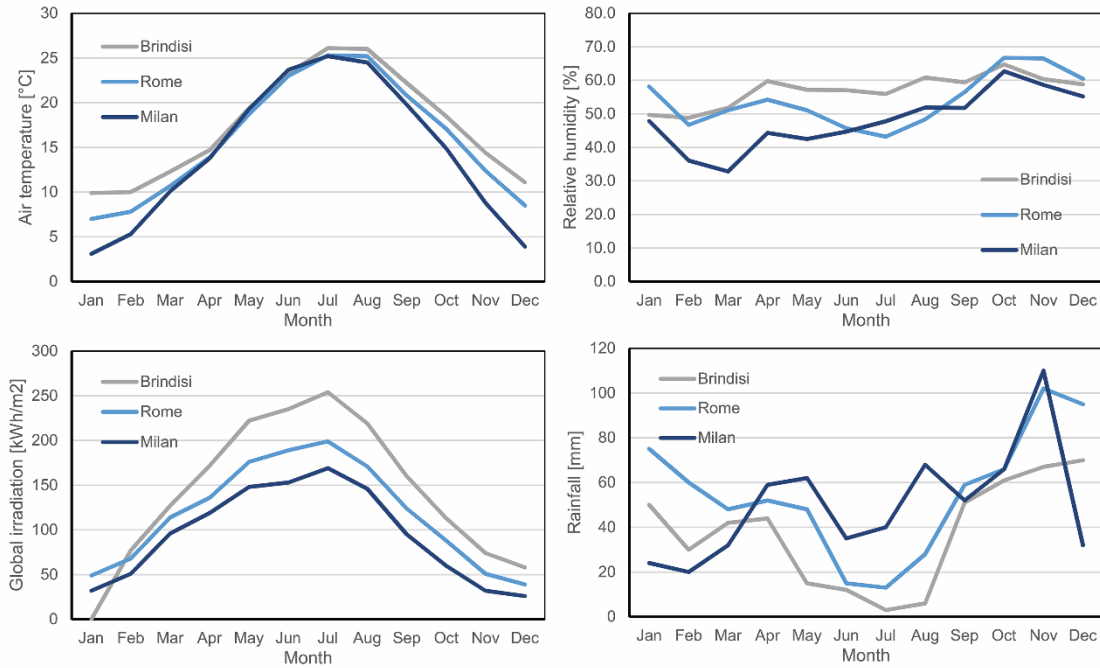 Air temperature [°C]
30
25
20
15
10
5
0
Brindisi
Rome
Milan
Jan Feb Mar Apr May Jun Jul Aug Sep Oct Nov Dec
Month
Relative humidity [%]
80.0
70.0
60.0
50.0
40.0
30.0
20.0
10.0
0.0
Brindisi
Rome
Milan
Jan Feb Mar Apr May Jun Jul Aug Sep Oct Nov Dec
Month
Global irradiation [kWh/m2]
300
250
200
150
100
50
0
Brindisi
Rome
Milan
Jan Feb Mar Apr May Jun Jul Aug Sep Oct Nov Dec
Month
Rainfall [mm]
120
100
80
60
40
20
0
Brindisi
Rome
Milan
Jan Feb Mar Apr May Jun Jul Aug Sep Oct Nov Dec
Month